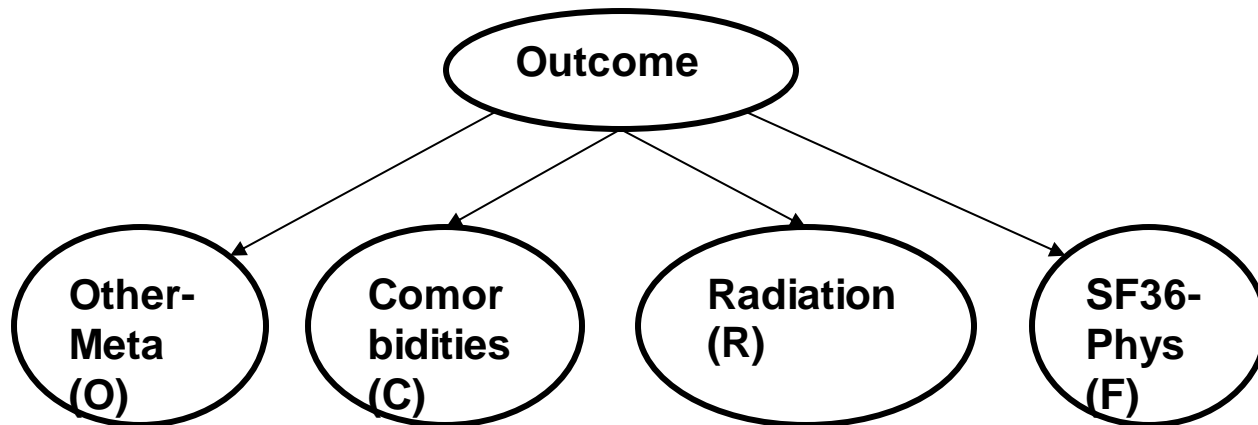 Outcome
Other-
Meta
(O)
Comor
bidities
(C)
Radiation
(R)
SF36-
Phys
(F)